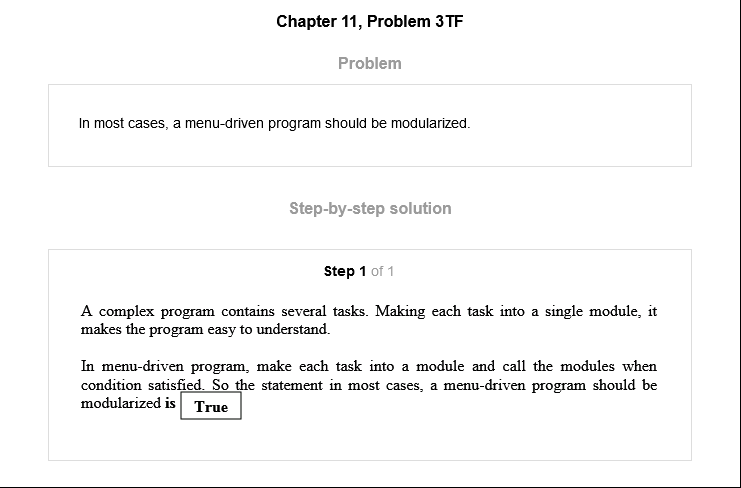 Chapter 11, Problem 3TF
Problem
In most cases, a menu-driven program should be modularized.
Step-by-step solution
Step 1 of 1
A complex program contains several tasks. Making each task into a single module, it
makes the program easy to understand.
In menu-driven program, make each task into a module and call the modules when
condition satisfied. So the statement in most cases, a menu-driven program should be
modularized is True